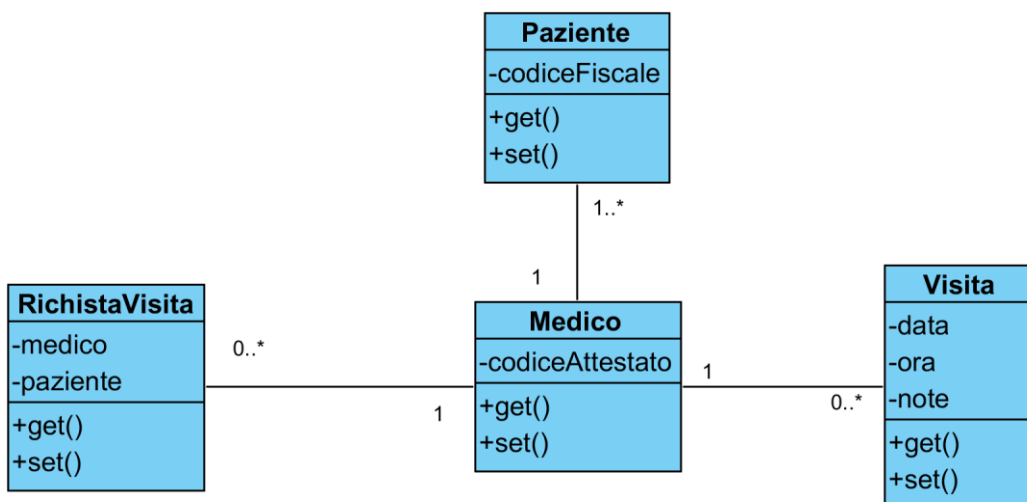 Paziente
-codiceFiscale
+get()
+set()
1..*
1
RichistaVisita
-medico
-paziente
+get()
+set()
0..*
1
Medico
-codiceAttestato
+get()
+set()
1
0..*
Visita
-data
-ora
-note
+get()
+set()